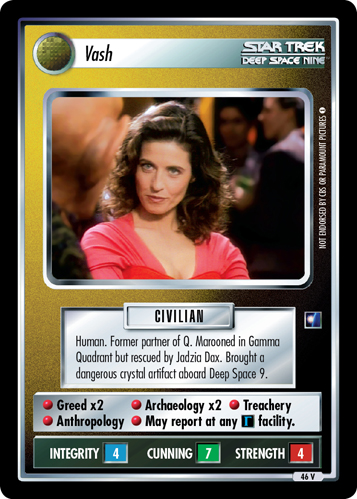 Vash
STAR TREK
DEEP SPACE NINE™
NOT ENDORSED BY CBS OR PARAMOUNT PICTURES
CIVILIAN
Human. Former partner of Q. Marooned in Gamma
Quadrant but rescued by Jadzia Dax. Brought a
dangerous crystal artifact aboard Deep Space 9.
Greed x2 Archaeology x2 Treachery
Anthropology May report at any facility.
INTEGRITY 4 CUNNING 7 STRENGTH 4
46 V